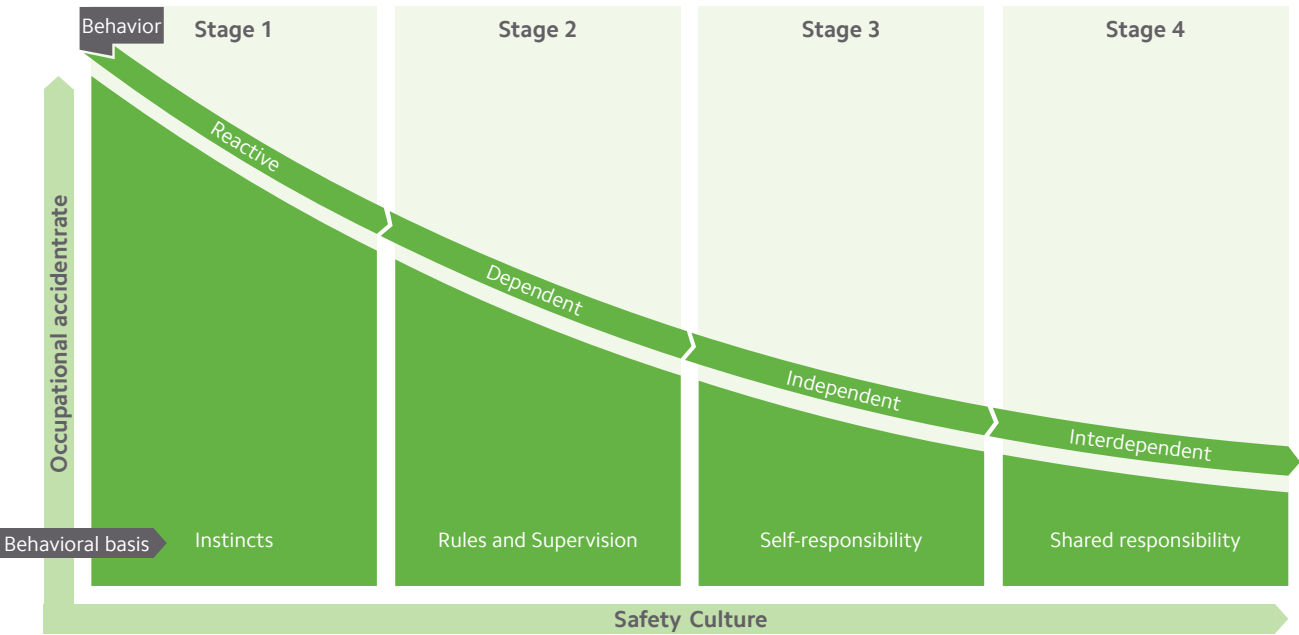 Behavior
Stage 1
Stage 2
Stage 3
Stage 4
Reactive
Dependent
Independent
Interdependent
Occupational accidentrate
Behavioral basis
Instincts
Rules and Supervision
Self-responsibility
Shared responsibility
Safety Culture